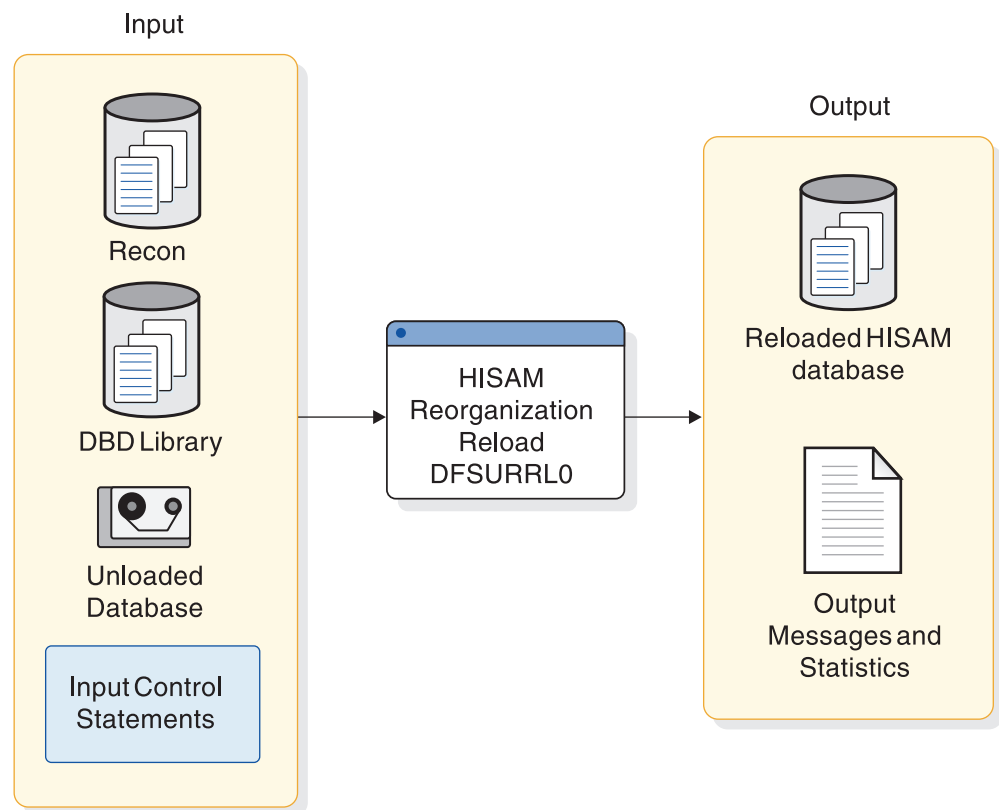 Input
Recon
DBD Library
Unloaded
Database
Input Control
Statements
HISAM
Reorganization
Reload
DFSURRL0
Output
Reloaded HISAM
database
Output
Messages and
Statistics